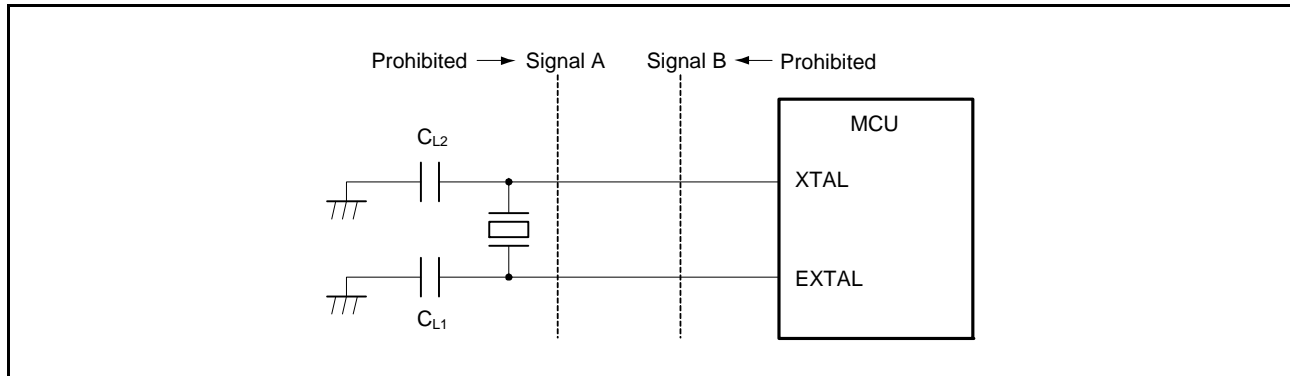 Prohibited → Signal A Signal B ← Prohibited
MCU
CL2
XTAL
EXTAL
CL1